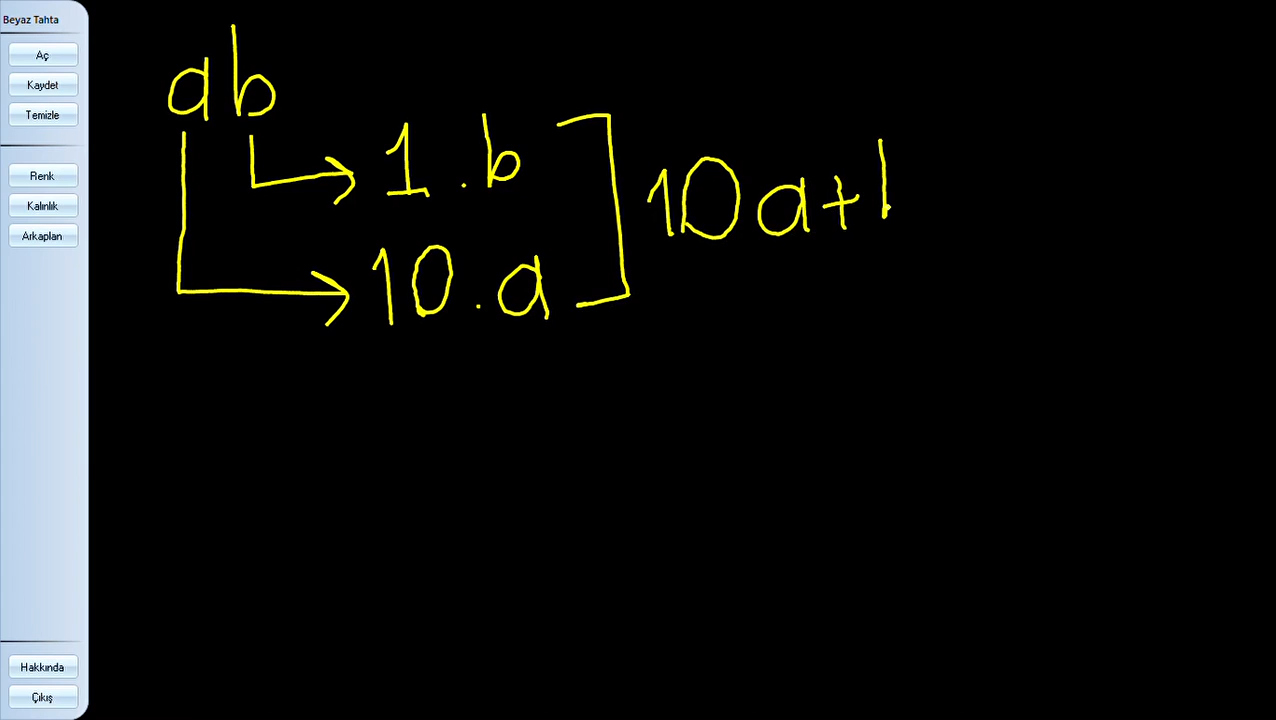 Beyaz Tahta
Aç
Kaydet
Temizle
Renk
Kalınlık
Arkaplan
Hakkında
Çıkış
ab
1.b
10.a
10a+l